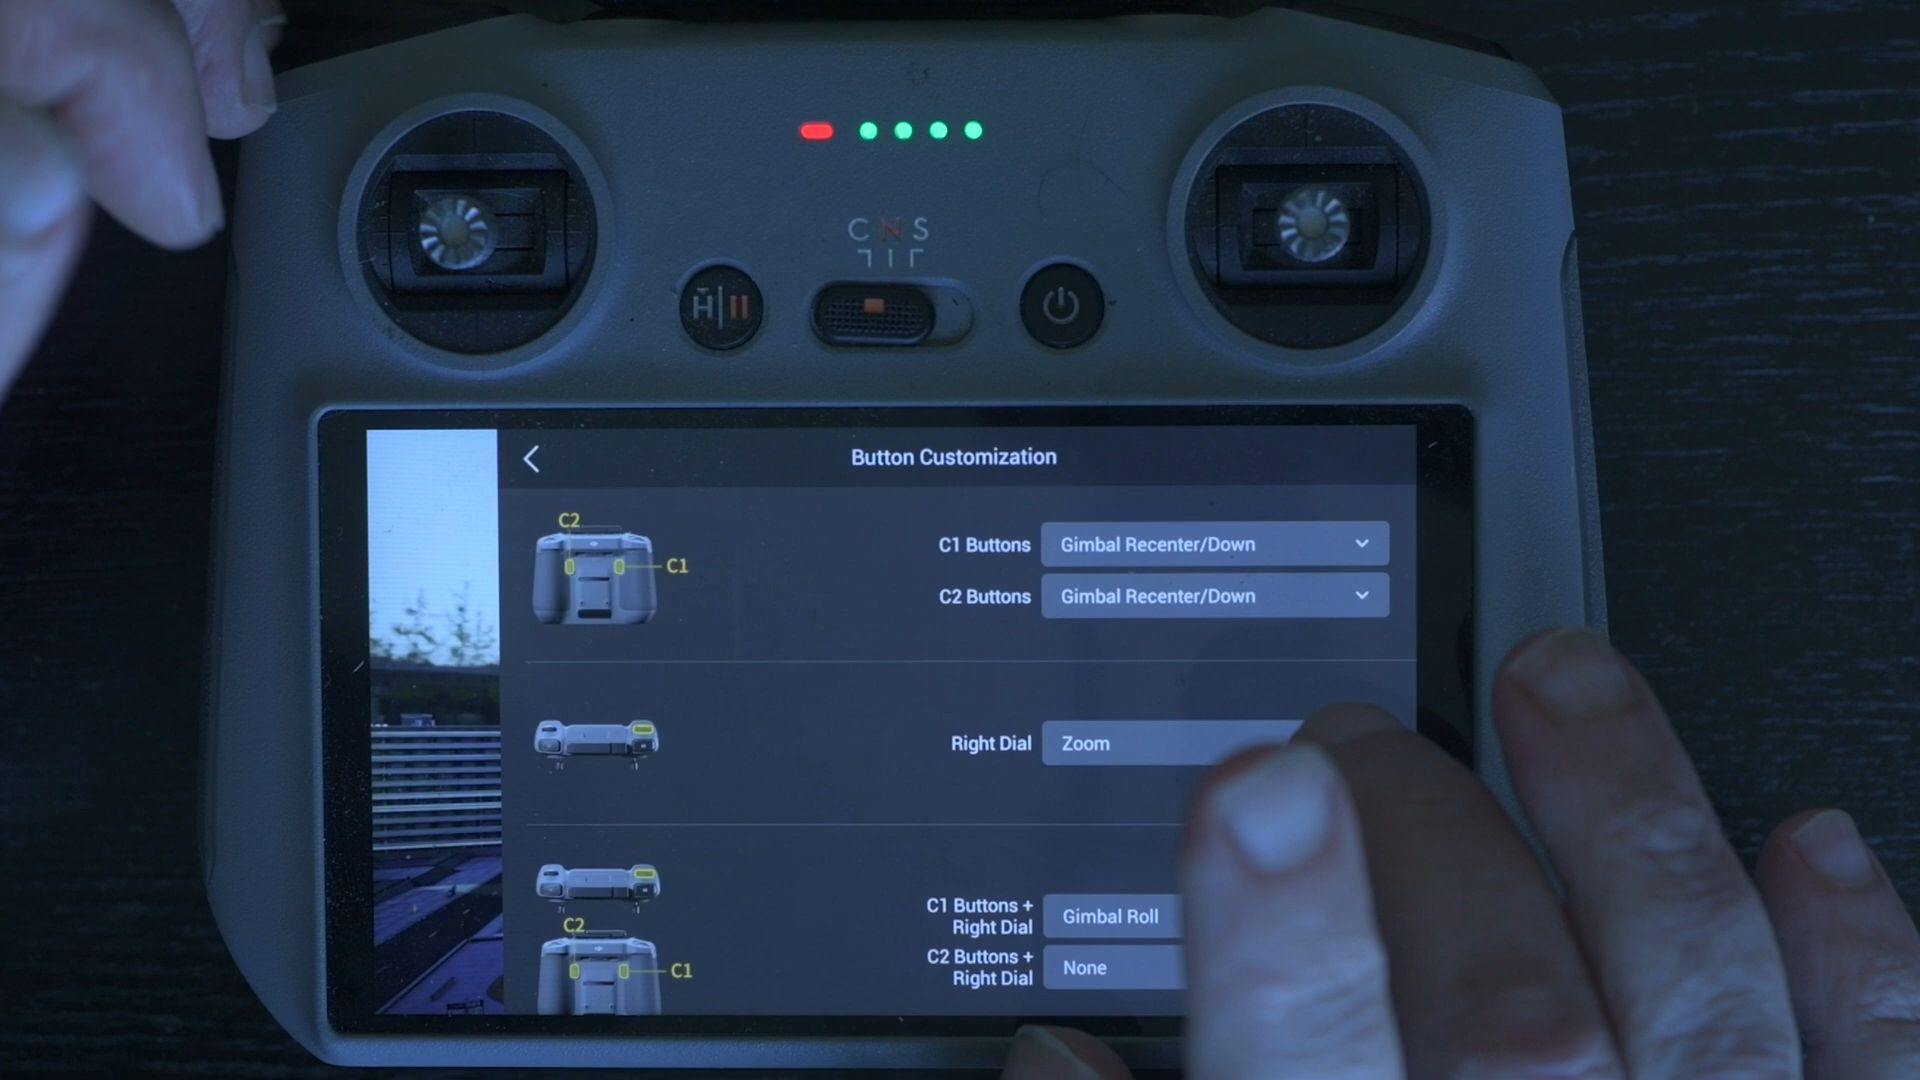 C N S
H
Button Customization
C2
C1
C1 Buttons Gimbal Recenter/Down
C2 Buttons Gimbal Recenter/Down
Right Dial Zoom
C2
C1
C1 Buttons +
Right Dial Gimbal Roll
C2 Buttons +
Right Dial None